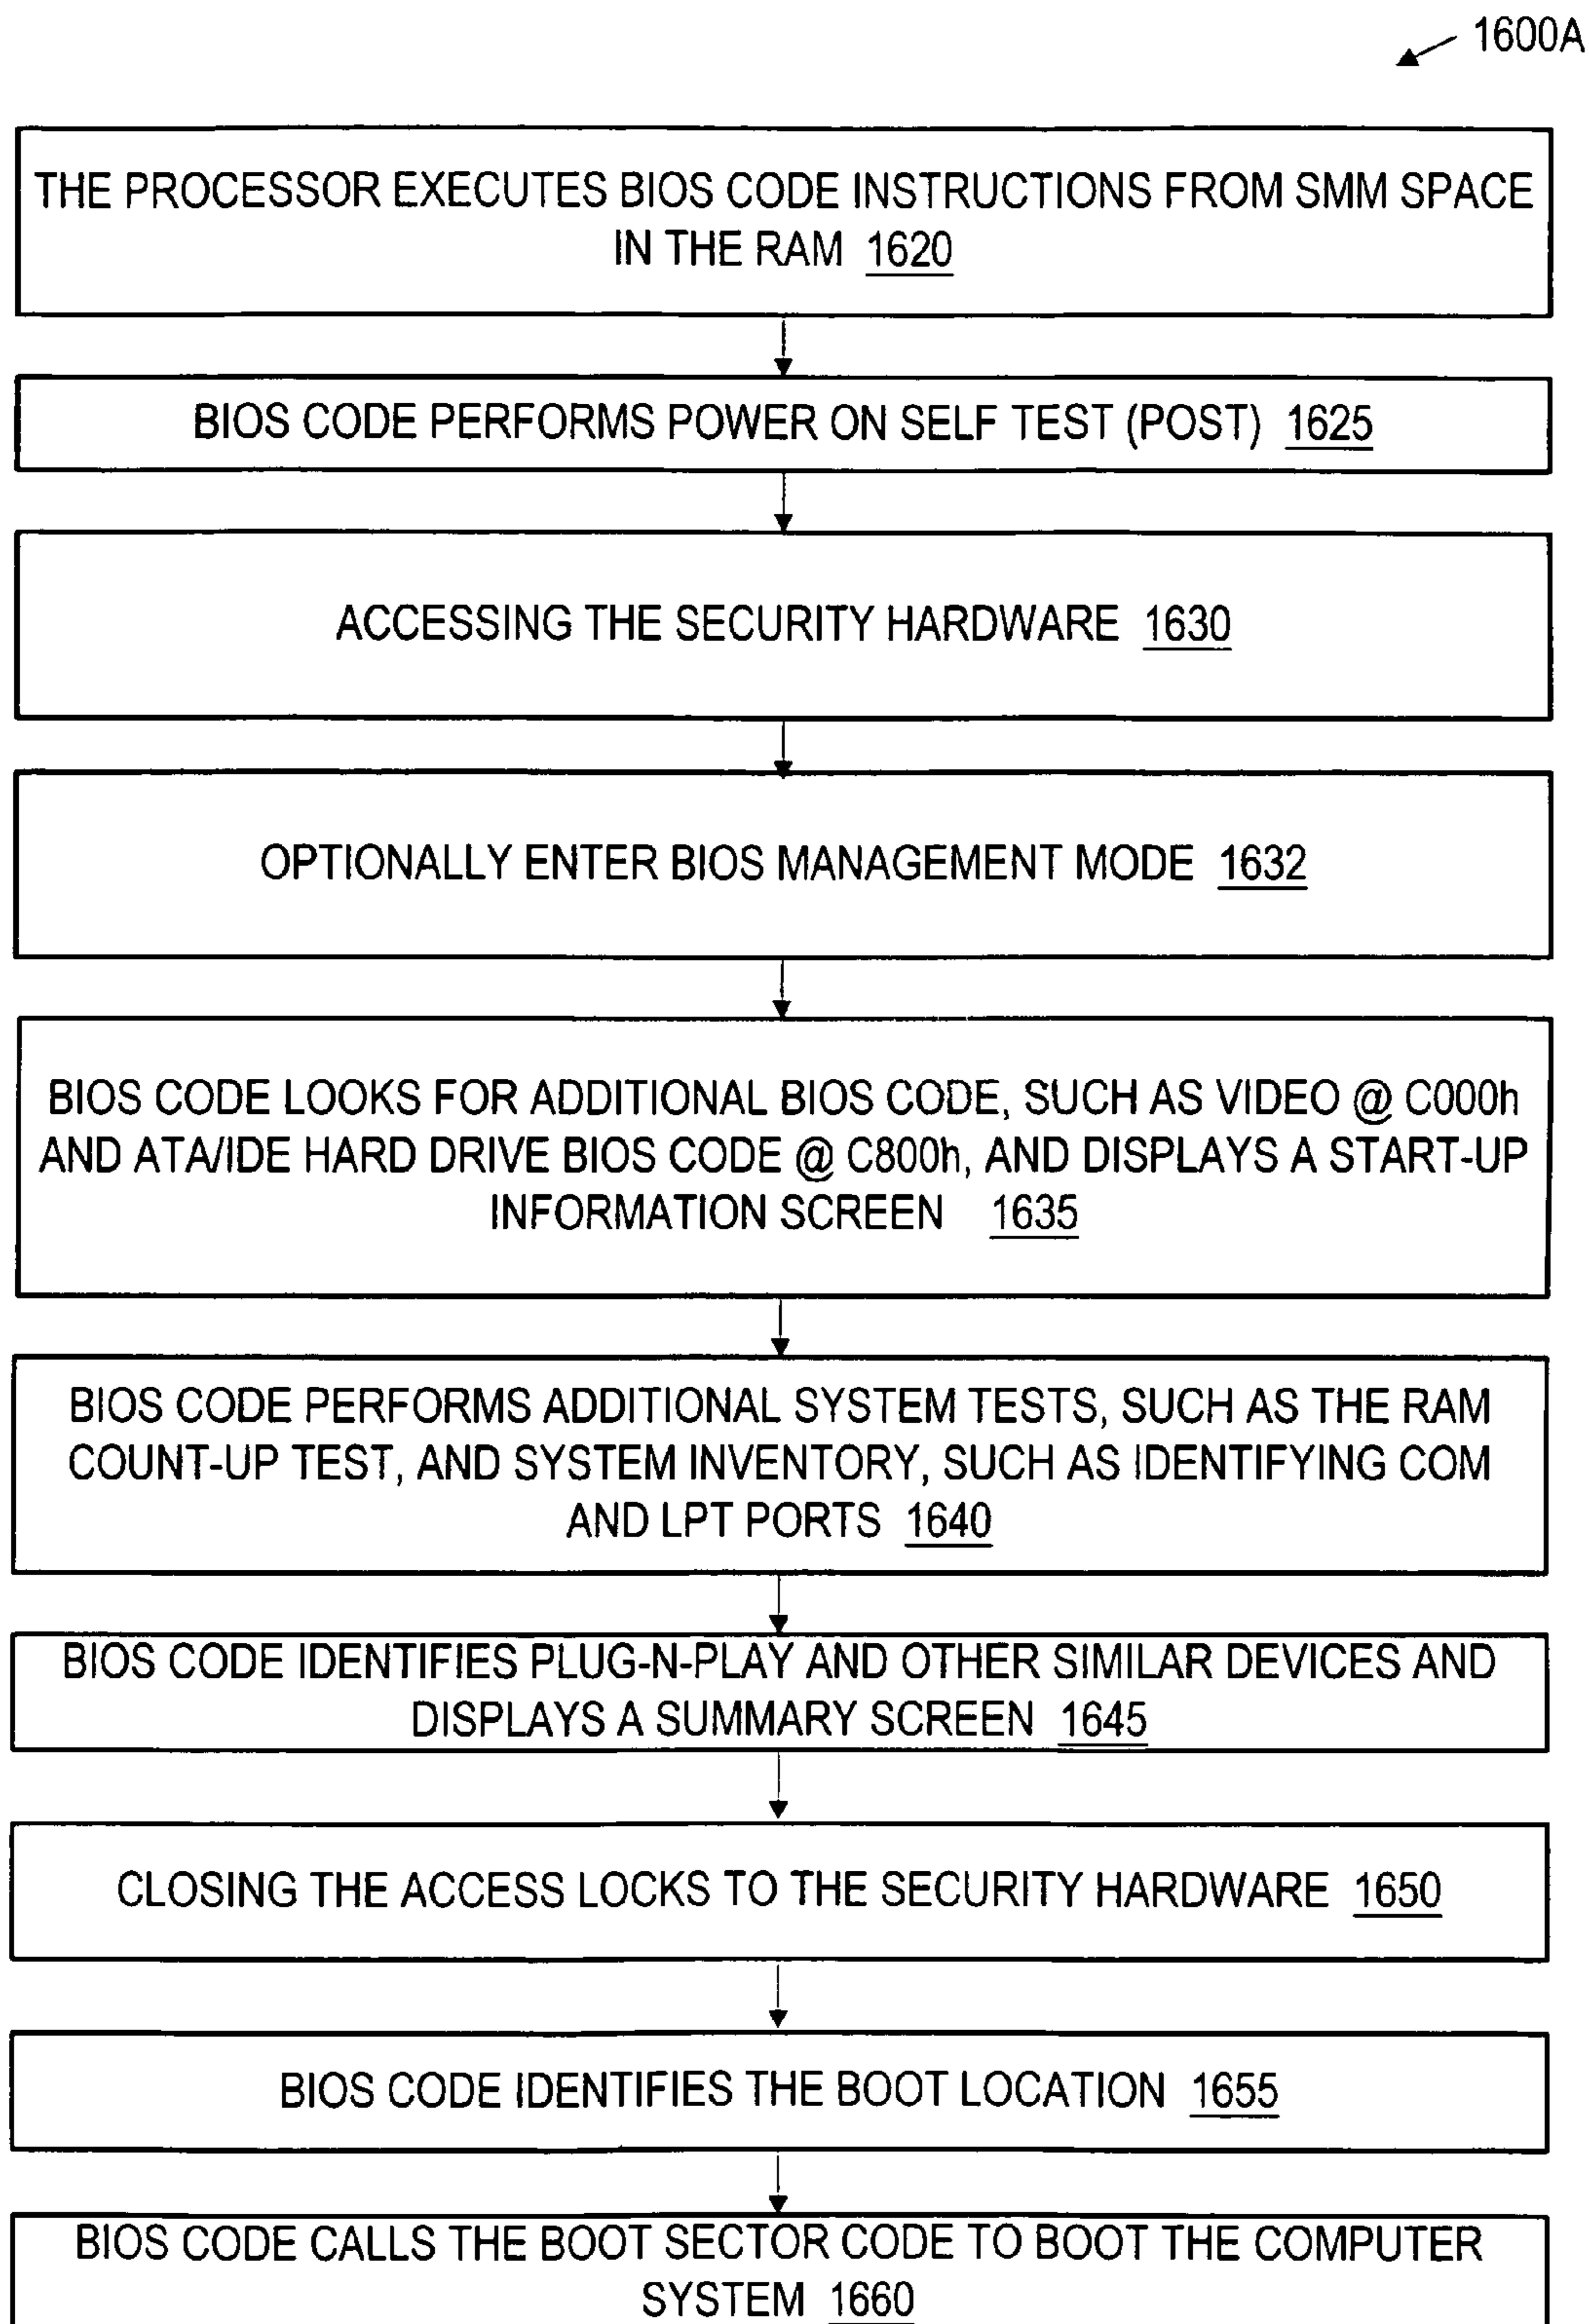 1600A
THE PROCESSOR EXECUTES BIOS CODE INSTRUCTIONS FROM SMM SPACE
IN THE RAM 1620
BIOS CODE PERFORMS POWER ON SELF TEST (POST) 1625
ACCESSING THE SECURITY HARDWARE 1630
OPTIONALLY ENTER BIOS MANAGEMENT MODE 1632
BIOS CODE LOOKS FOR ADDITIONAL BIOS CODE, SUCH AS VIDEO @ C000h
AND ATA/IDE HARD DRIVE BIOS CODE @ C800h, AND DISPLAYS A START-UP
INFORMATION SCREEN 1635
BIOS CODE PERFORMS ADDITIONAL SYSTEM TESTS, SUCH AS THE RAM
COUNT-UP TEST, AND SYSTEM INVENTORY, SUCH AS IDENTIFYING COM
AND LPT PORTS 1640
BIOS CODE IDENTIFIES PLUG-N-PLAY AND OTHER SIMILAR DEVICES AND
DISPLAYS A SUMMARY SCREEN 1645
CLOSING THE ACCESS LOCKS TO THE SECURITY HARDWARE 1650
BIOS CODE IDENTIFIES THE BOOT LOCATION 1655
BIOS CODE CALLS THE BOOT SECTOR CODE TO BOOT THE COMPUTER
SYSTEM 1660